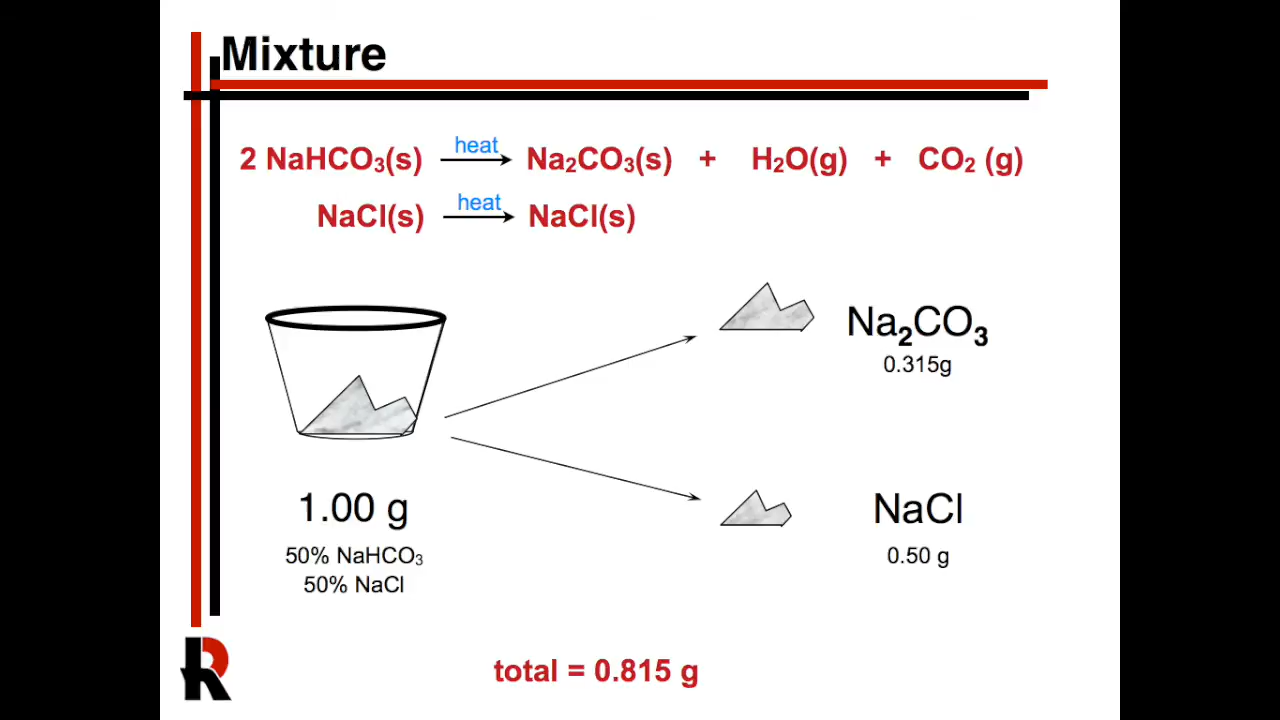 Mixture
2 NaHCO₃(s) heat → Na₂CO₃(s) + H₂O(g) + CO₂ (g)
NaCl(s) heat → NaCl(s)
Na₂CO₃
0.315g
1.00 g
50% NaHCO₃
50% NaCl
NaCl
0.50 g
total = 0.815 g
R